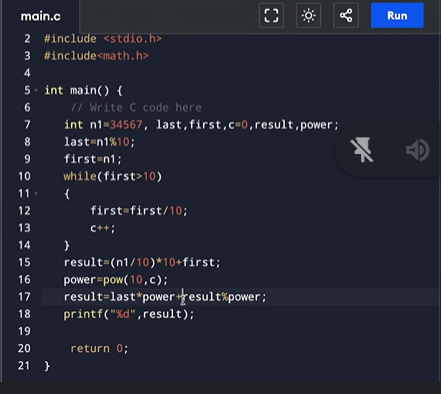 main.c
Run
2 #include <stdio.h>
3 #include<math.h>
4
5 int main() {
6 // Write C code here
7 int n1=34567, last,first,c=0,result,power;
8 last=n1%10;
9 first=n1;
10 while(first>10)
11 {
12 first=first/10;
13 c++;
14 }
15 result=(n1/10)*10+first;
16 power=pow(10,c);
17 result=last*power+result%power;
18 printf("%d",result);
19
20 return 0;
21 }